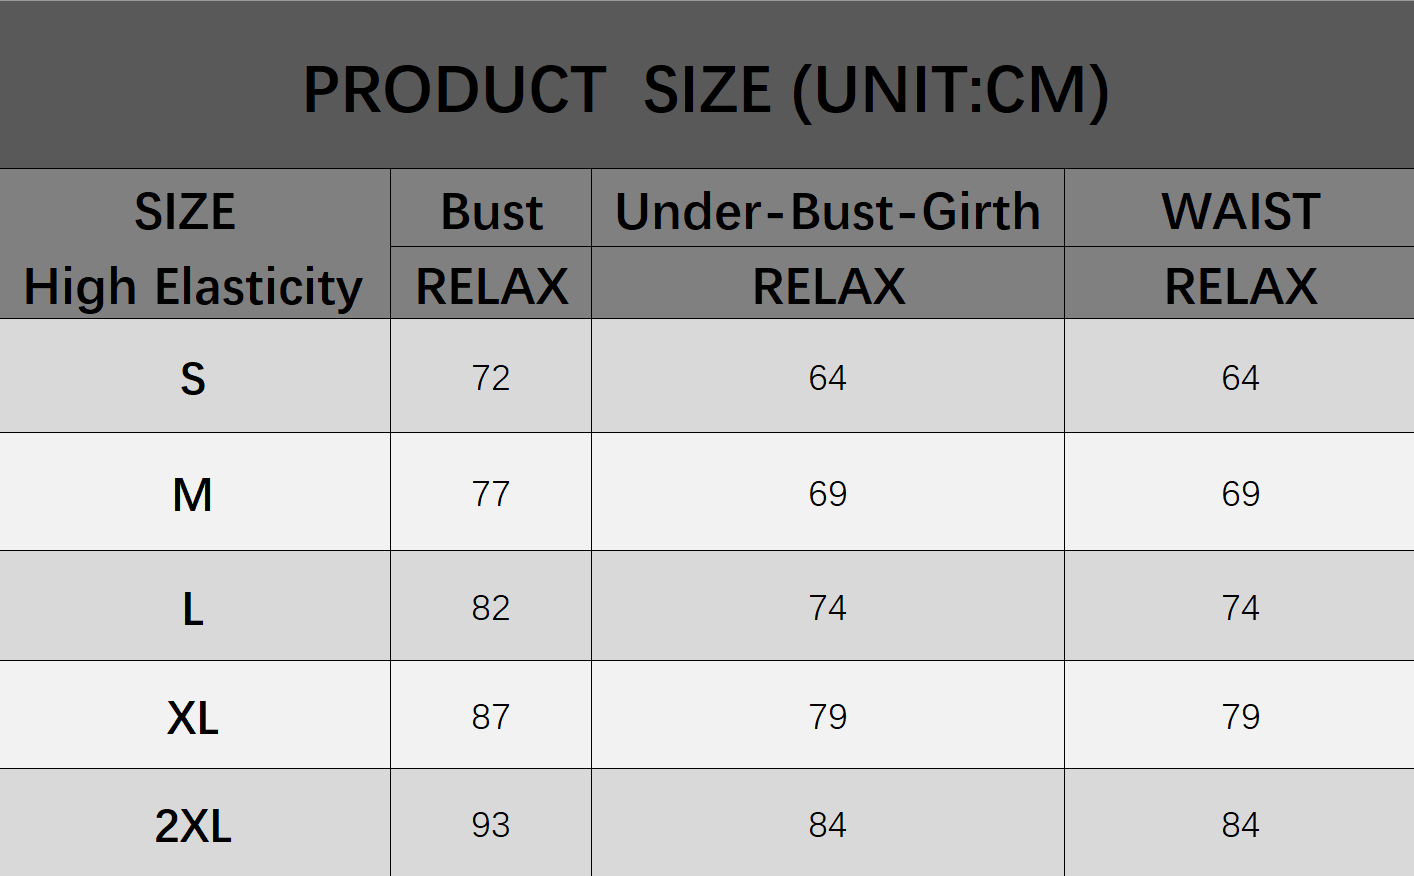 PRODUCT  SIZE (UNIT:CM)
SIZE Bust Under-Bust-Girth WAIST
High Elasticity RELAX RELAX RELAX
S 72 64 64
M 77 69 69
L 82 74 74
XL 87 79 79
2XL 93 84 84